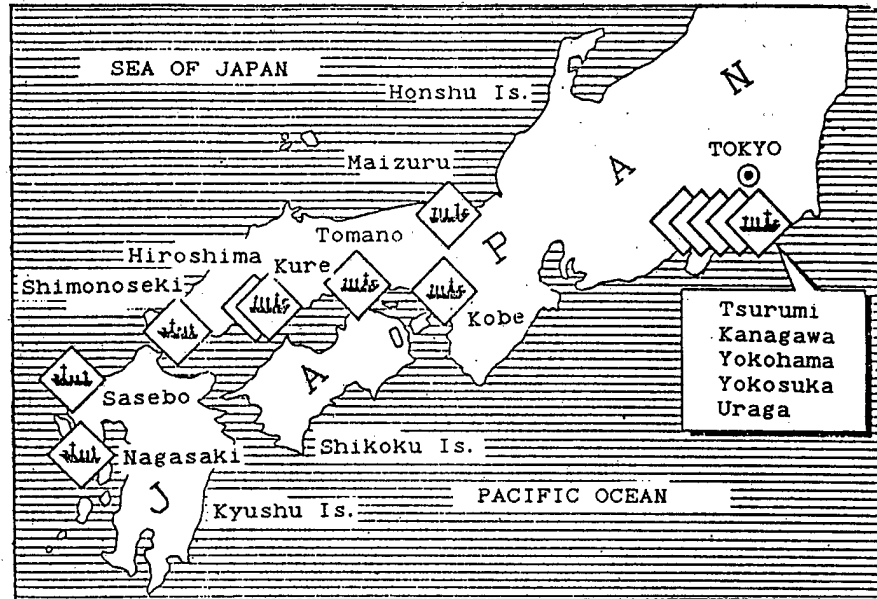 SEA OF JAPAN
Honshu Is.
N
Maizuru
TOKYO
A
Tomano
Hiroshima
P
Kure
Shimonoseki
Tsurumi
Kanagawa
Yokohama
Yokosuka
Uraga
Kobe
A
Sasebo
Shikoku Is.
Nagasaki
J
PACIFIC OCEAN
Kyushu Is.